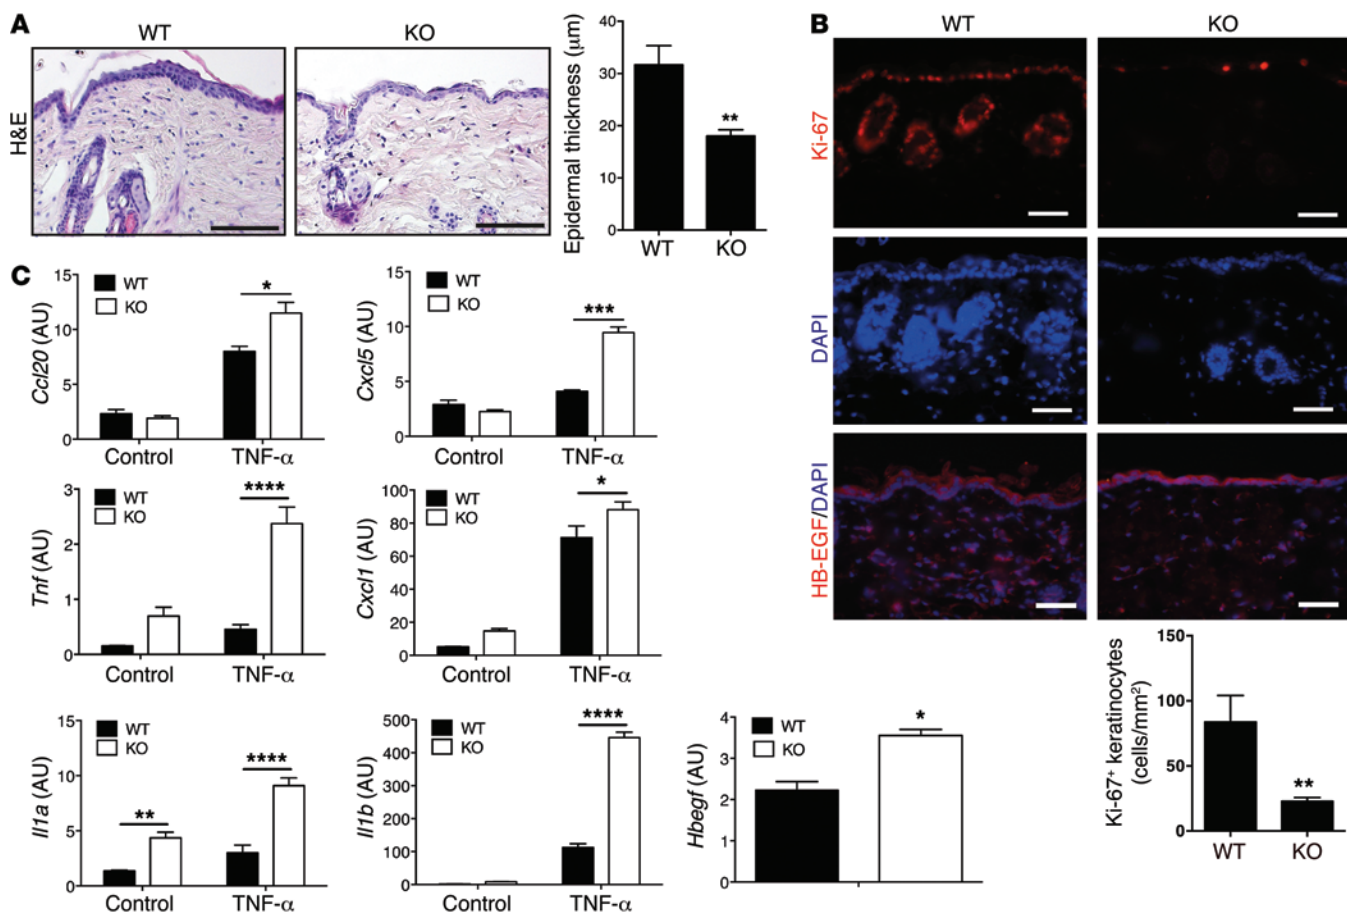 A
WT
KO
H&E
Epidermal thickness (μm)
40
30
20
10
0
**
WT
KO
B
WT
KO
Ki-67
DAPI
HB-EGF/DAPI
Ki-67+ keratinocytes
(cells/mm²)
150
100
50
0
**
WT
KO
C
Ccl20 (AU)
15
10
5
0
WT
KO
*
Control
TNF-α
Cxcl5 (AU)
15
10
5
0
WT
KO
***
Control
TNF-α
Tnf (AU)
3
2
1
0
WT
KO
****
Control
TNF-α
Cxcl1 (AU)
100
80
60
40
20
0
WT
KO
*
Control
TNF-α
Il1a (AU)
15
10
5
0
WT
KO
**
****
Control
TNF-α
Il1b (AU)
500
400
300
200
100
0
WT
KO
****
Control
TNF-α
Hbegf (AU)
4
3
2
1
0
WT
KO
*